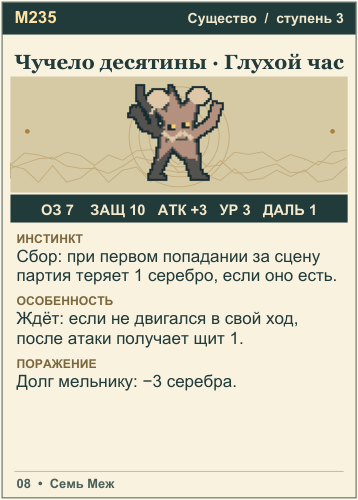 M235
Существо / ступень 3
Чучело десятины · Глухой час
ОЗ 7 ЗАЩ 10 АТК +3 УР 3 ДАЛЬ 1
ИНСТИНКТ
Сбор: при первом попадании за сцену
партия теряет 1 серебро, если оно есть.
ОСОБЕННОСТЬ
Ждёт: если не двигался в свой ход,
после атаки получает щит 1.
ПОРАЖЕНИЕ
Долг мельнику: −3 серебра.
08 • Семь Меж